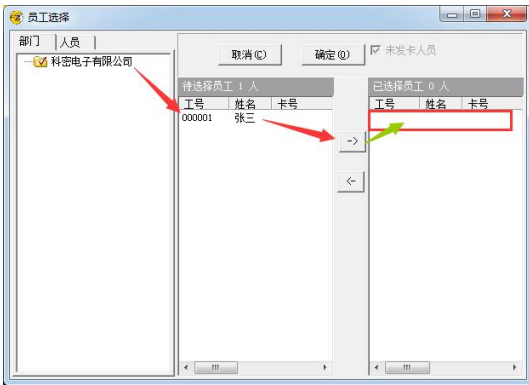 员工选择
部门 人员
科密电子有限公司
取消(C) 确定(O) 未发卡人员
待选择员工 1 人
工号 姓名 卡号
000001 张三
->
<-
已选择员工 0 人
工号 姓名 卡号